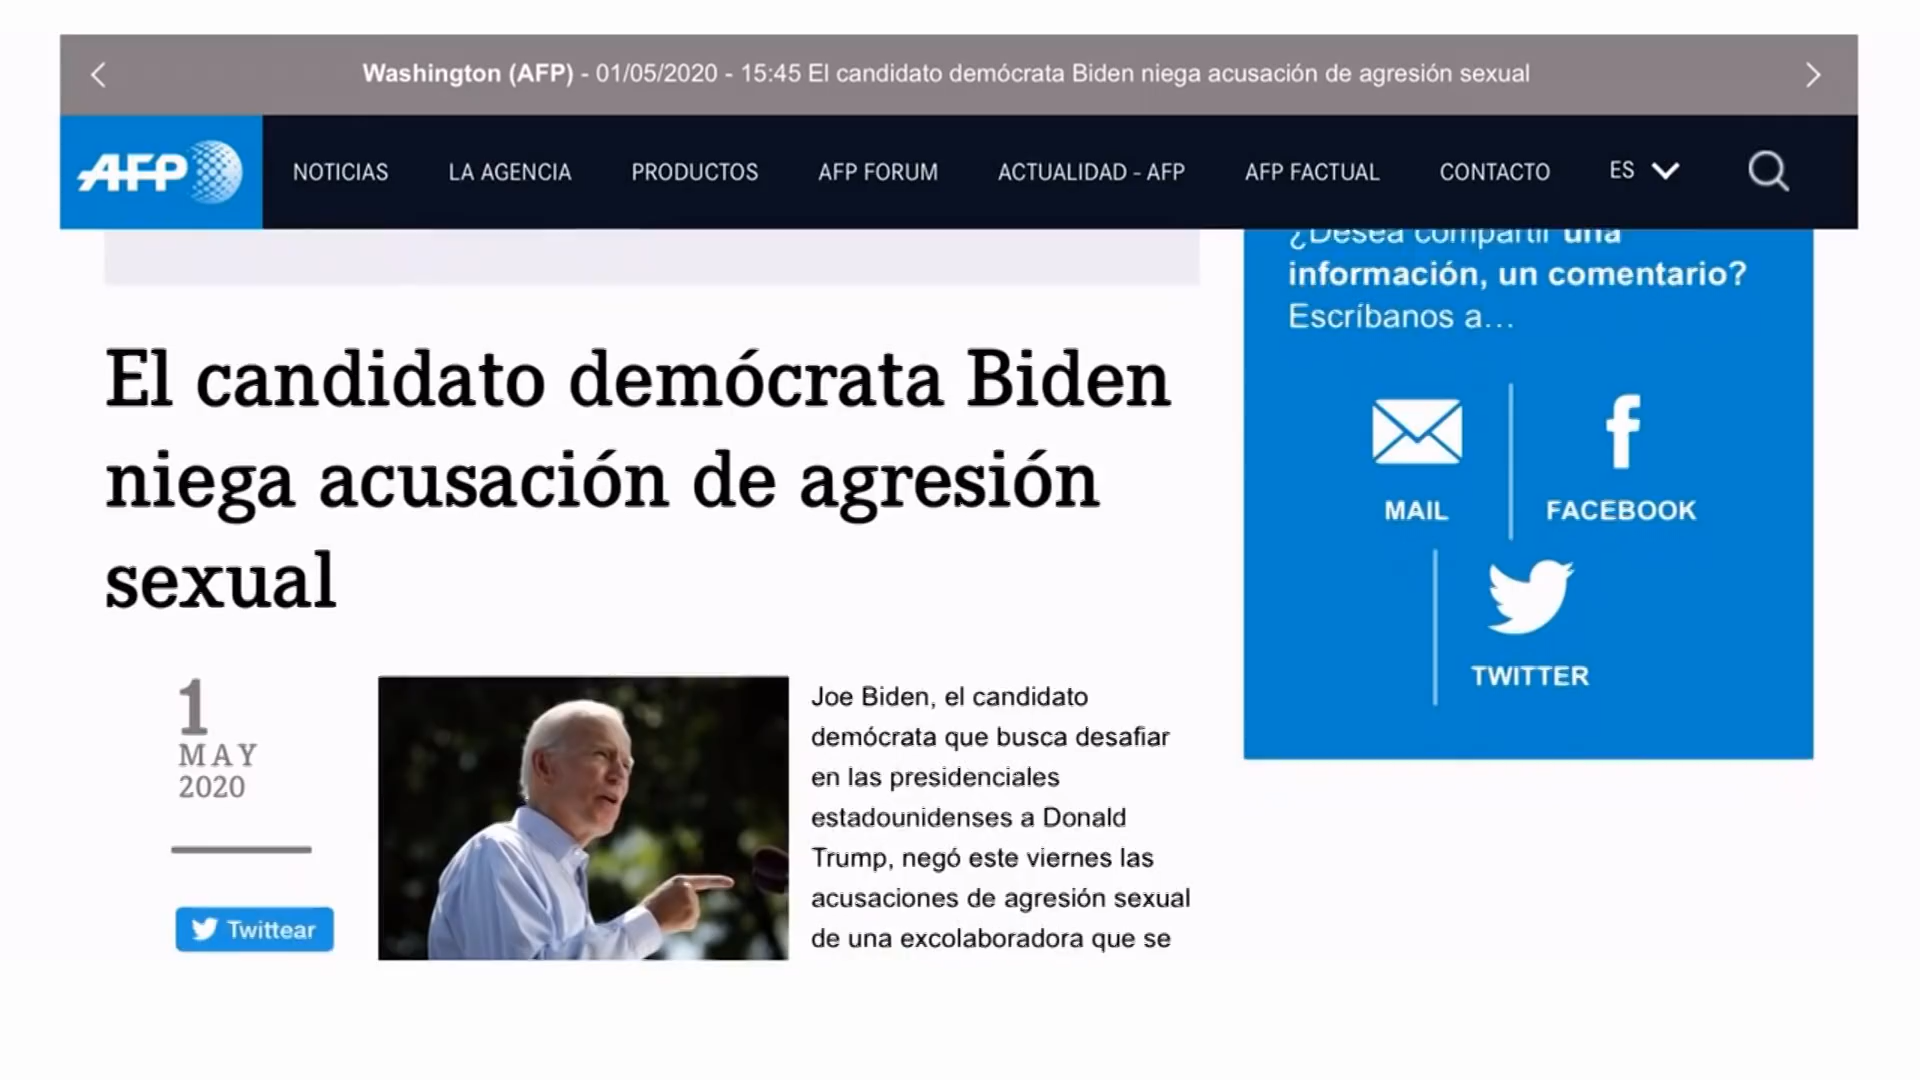 Washington (AFP) - 01/05/2020 - 15:45 El candidato demócrata Biden niega acusación de agresión sexual
AFP
NOTICIAS LA AGENCIA PRODUCTOS AFP FORUM ACTUALIDAD - AFP AFP FACTUAL CONTACTO ES
¿Desea compartir una
información, un comentario?
Escríbanos a...
MAIL
FACEBOOK
TWITTER
El candidato demócrata Biden
niega acusación de agresión
sexual
1
MAY
2020
Twittear
Joe Biden, el candidato
demócrata que busca desafiar
en las presidenciales
estadounidenses a Donald
Trump, negó este viernes las
acusaciones de agresión sexual
de una excolaboradora que se